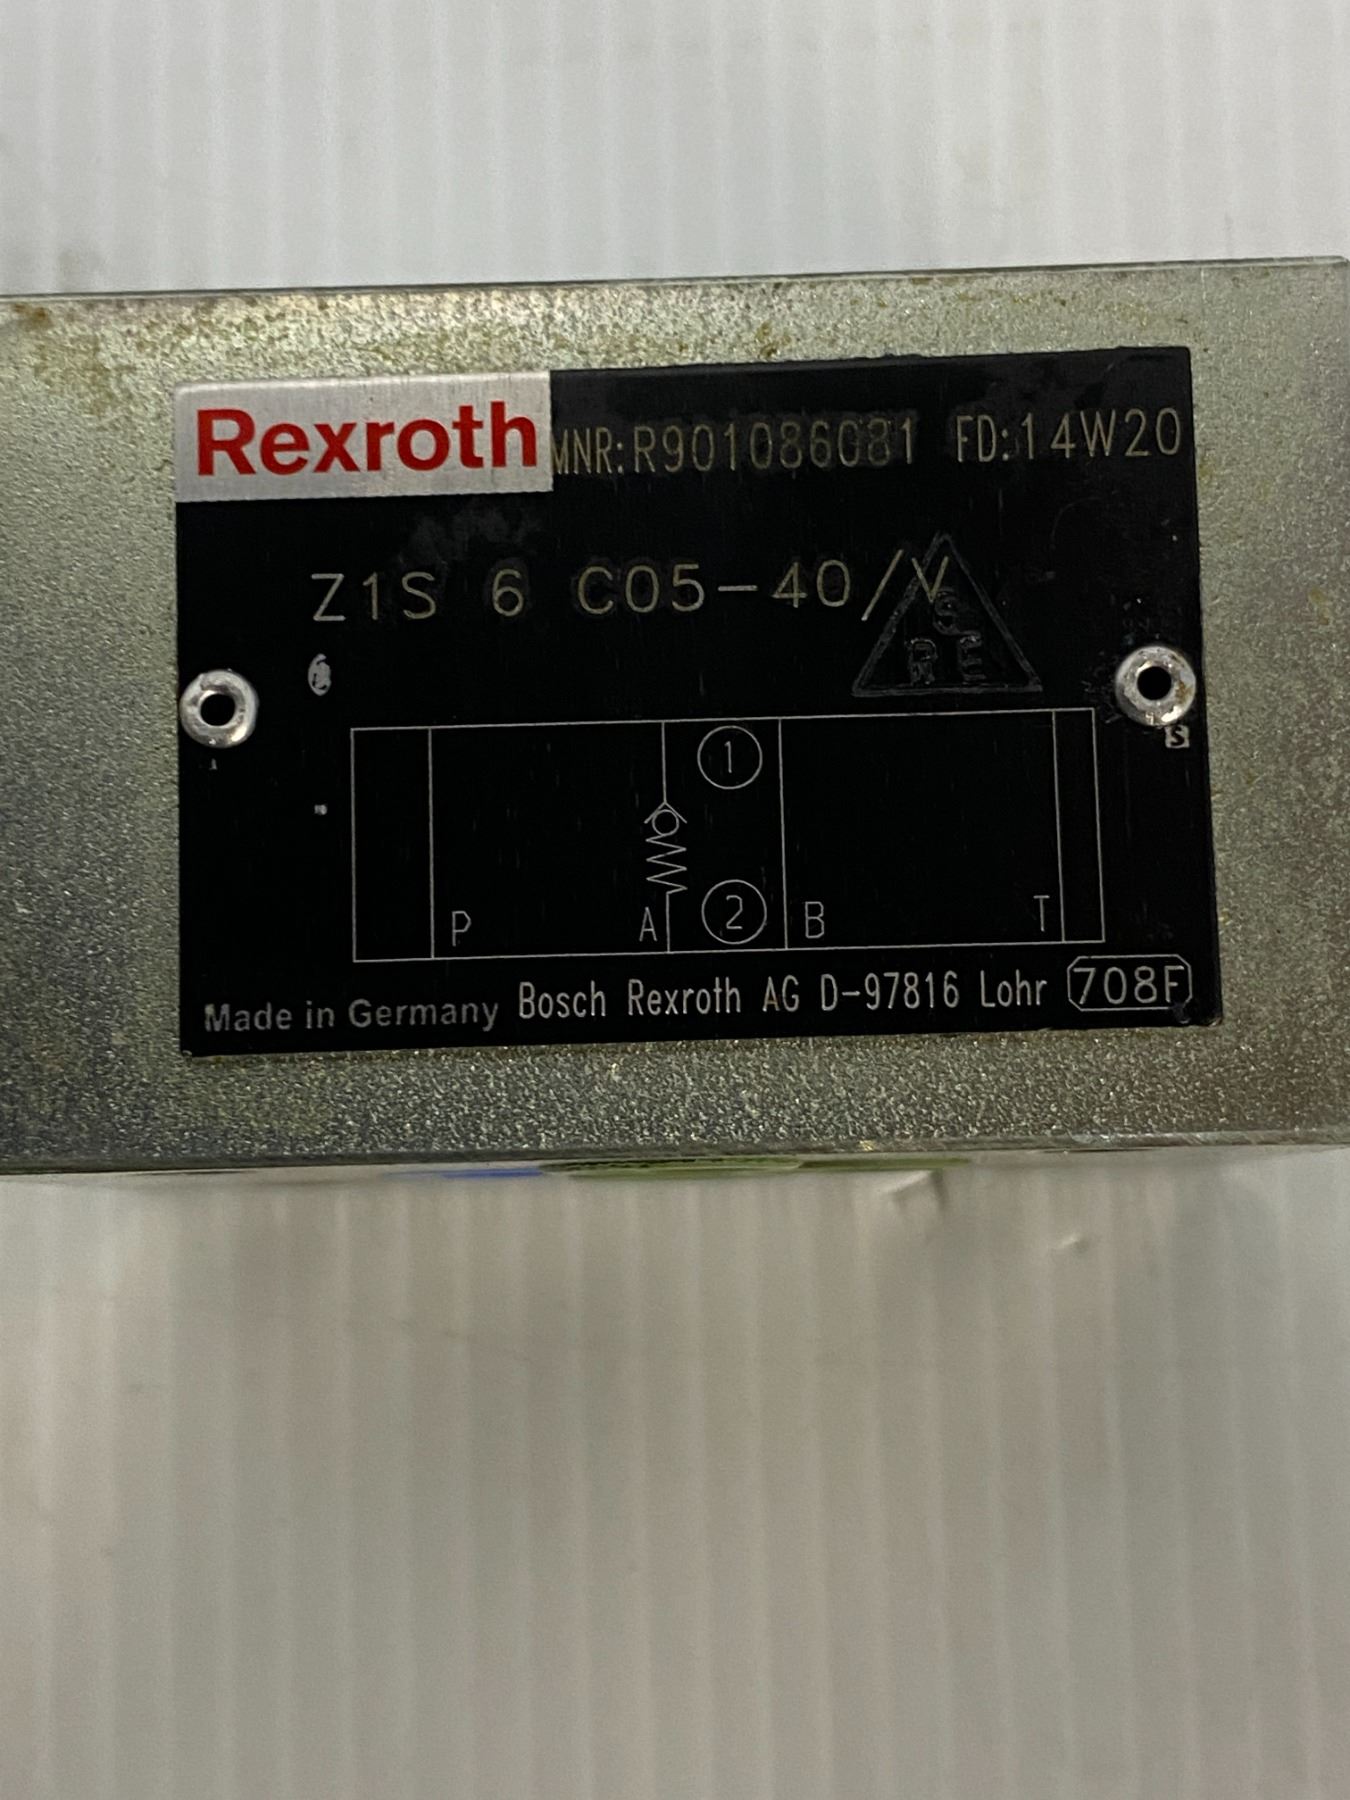 Rexroth MNR:R901086081 FD:14W20
Z1S 6 C05-40/V
S
R E
S
1
2
P A B T
Made in Germany Bosch Rexroth AG D-97816 Lohr 708F